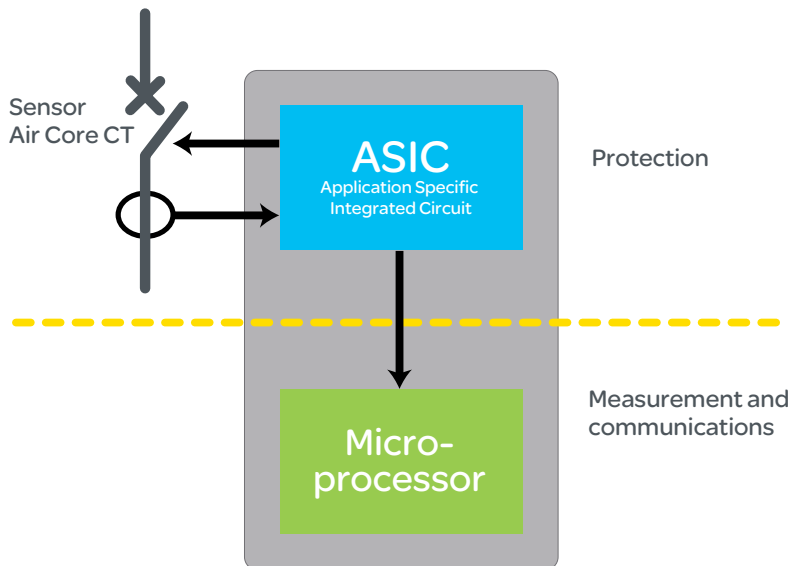 Sensor
Air Core CT
ASIC
Application Specific
Integrated Circuit
Protection
Measurement and
communications
Micro-
processor